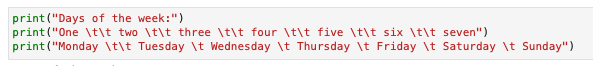 print("Days of the week:")
print("One \t\t two \t\t three \t\t four \t\t five \t\t six \t\t seven")
print("Monday \t\t Tuesday \t Wednesday \t Thursday \t Friday \t Saturday \t Sunday")